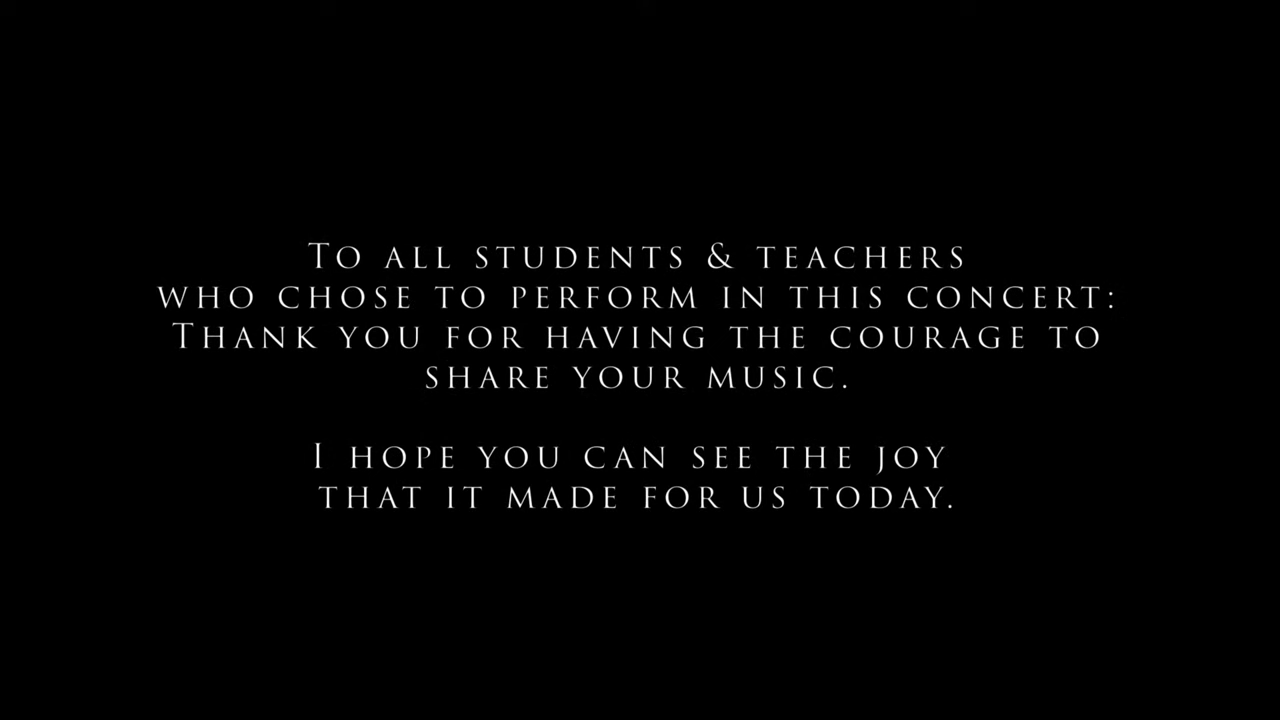 To all students & teachers
who chose to perform in this concert:
Thank you for having the courage to
share your music.
I hope you can see the joy
that it made for us today.